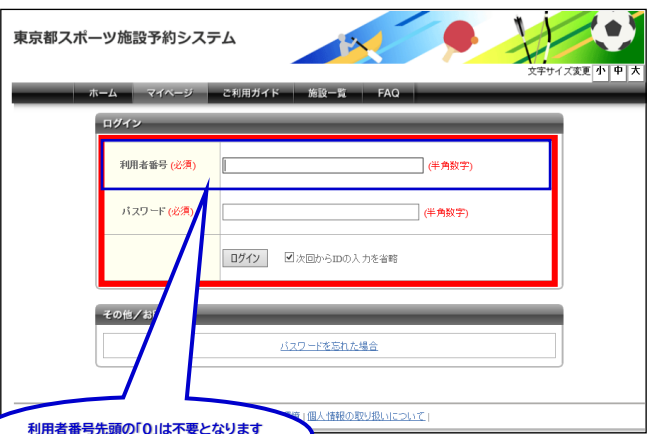 東京都スポーツ施設予約システム
文字サイズ変更 小 中 大
ホーム マイページ ご利用ガイド 施設一覧 FAQ
ログイン
利用者番号 (必須) (半角数字)
パスワード (必須) (半角数字)
ログイン 次回からIDの入力を省略
その他/お
パスワードを忘れた場合
| 個人情報の取り扱いについて |
利用者番号先頭の「0」は不要となります